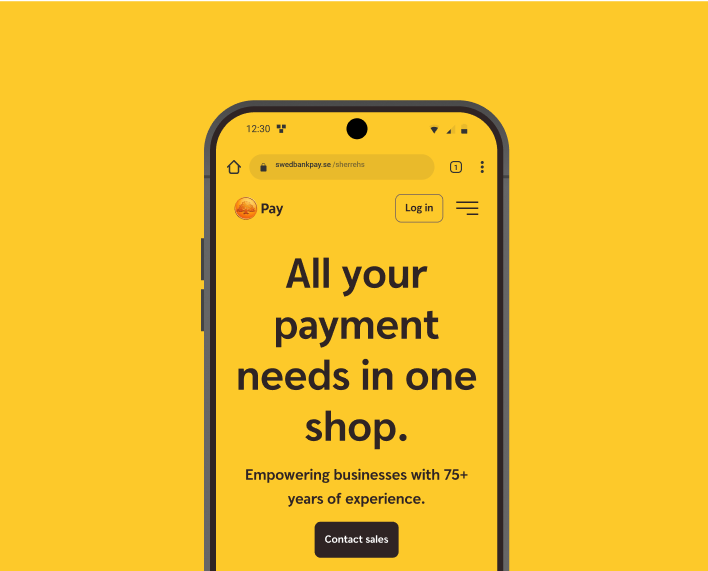 12:30
swedbankpay.se /sherrehs
1
Pay
Log in
All your
payment
needs in one
shop.
Empowering businesses with 75+
years of experience.
Contact sales